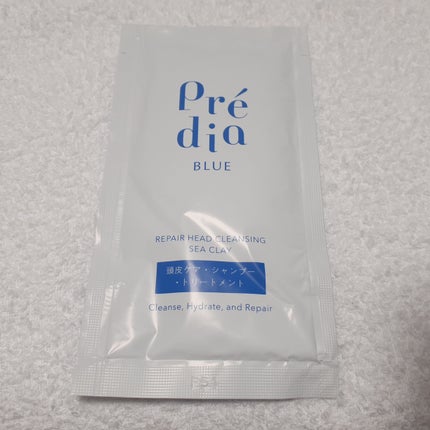 Pré
dia
BLUE
REPAIR HEAD CLEANSING
SEA CLAY
頭皮ケア・シャンプー
・トリートメント
Cleanse, Hydrate, and Repair